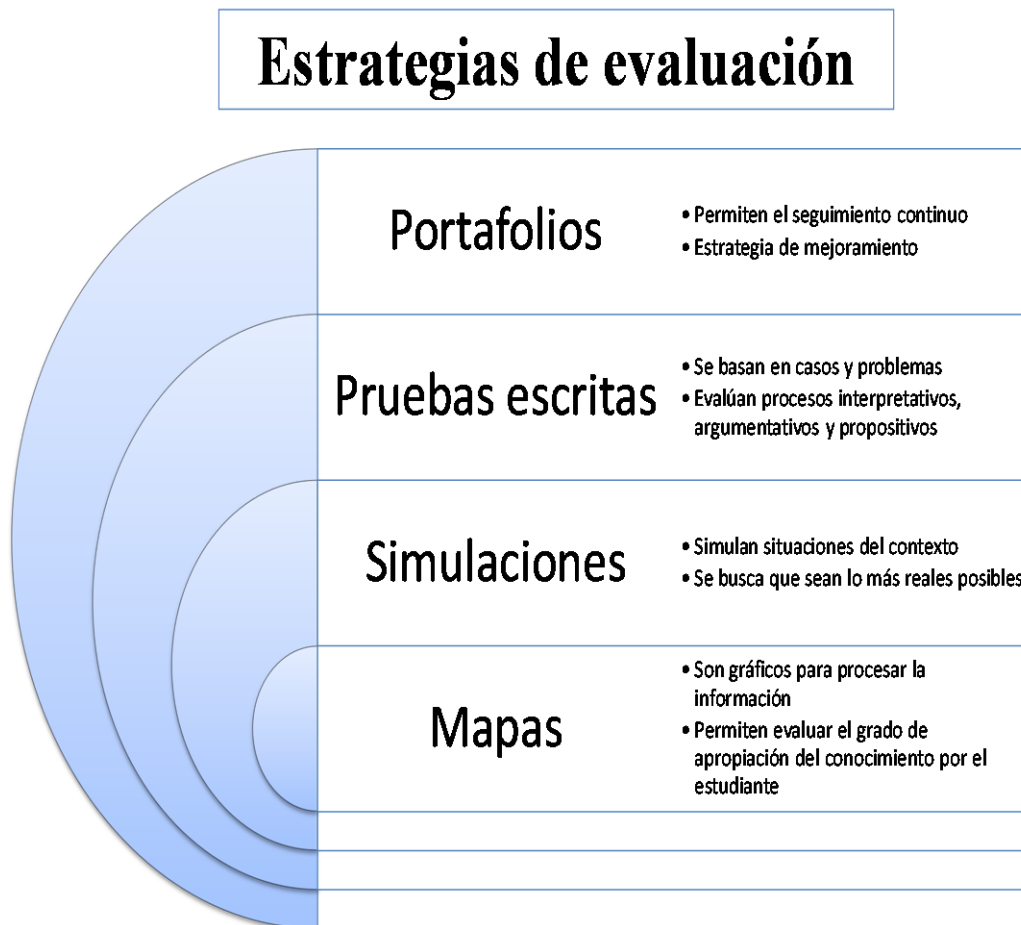 Estrategias de evaluación
Portafolios
• Permiten el seguimiento continuo
• Estrategia de mejoramiento
Pruebas escritas
• Se basan en casos y problemas
• Evalúan procesos interpretativos,
argumentativos y propositivos
Simulaciones
• Simulan situaciones del contexto
• Se busca que sean lo más reales posibles
Mapas
• Son gráficos para procesar la
información
• Permiten evaluar el grado de
apropiación del conocimiento por el
estudiante